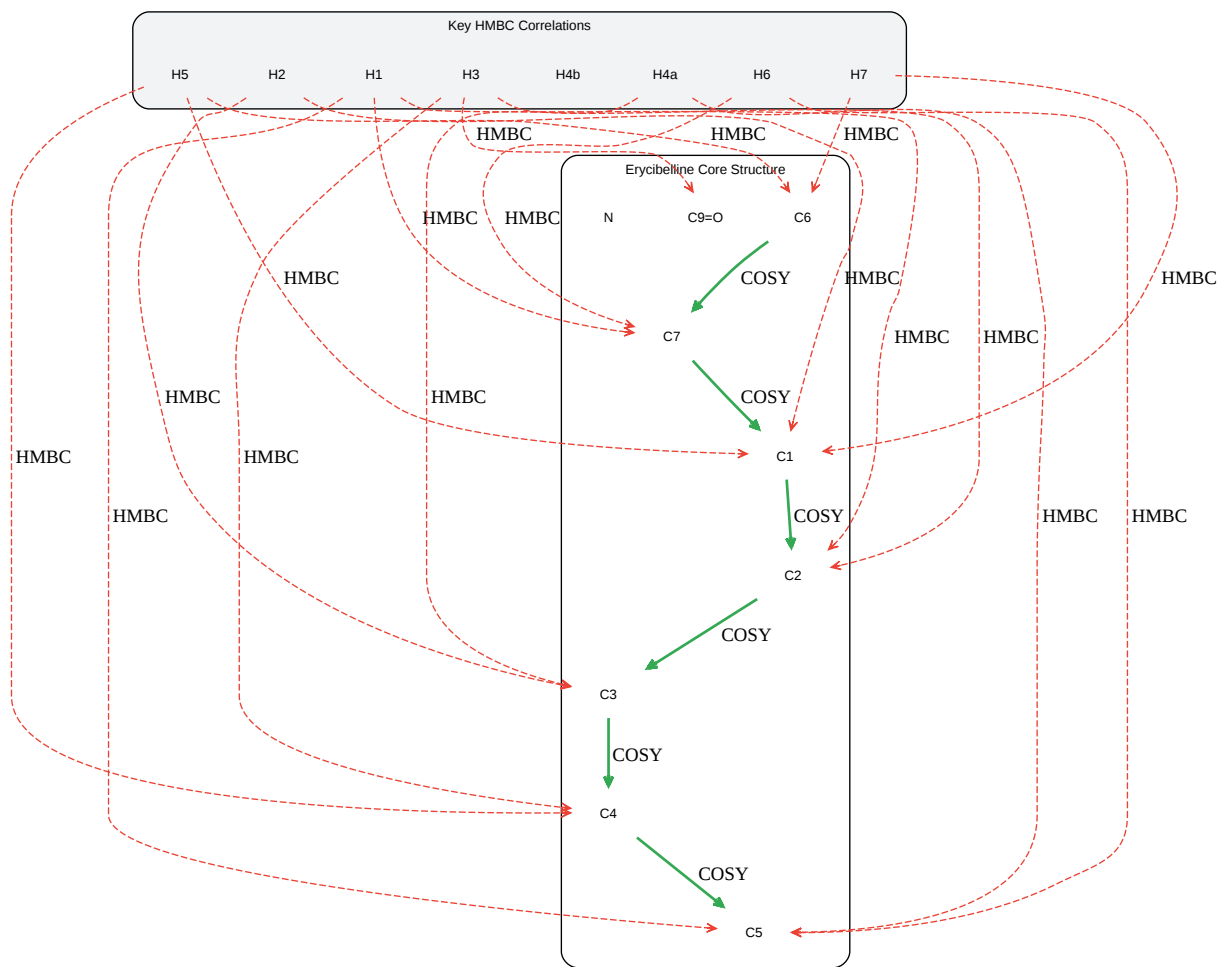 Key HMBC Correlations
H5 H2 H1 H3 H4b H4a H6 H7
HMBC HMBC HMBC
Erycibelline Core Structure
HMBC HMBC N C9=O C6
HMBC COSY HMBC HMBC
C7 HMBC HMBC
HMBC HMBC COSY
HMBC HMBC C1
HMBC COSY HMBC HMBC
C2
COSY
C3
COSY
C4
COSY
C5